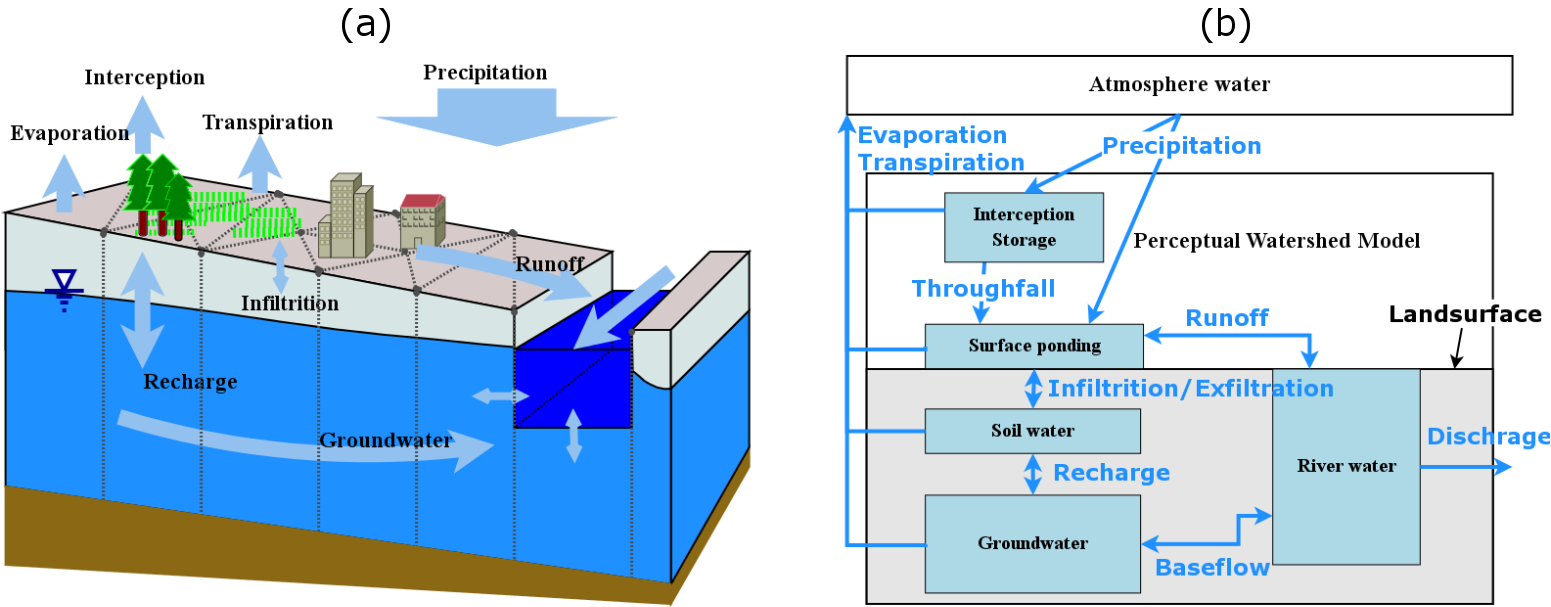 (a)
Interception
Precipitation
Evaporation
Transpiration
Runoff
Infiltrition
Recharge
Groundwater
(b)
Atmosphere water
Evaporation
Transpiration
Precipitation
Interception
Storage
Perceptual Watershed Model
Throughfall
Landsurface
Runoff
Surface ponding
Infiltrition/Exfiltration
Soil water
Dischrage
River water
Recharge
Groundwater
Baseflow